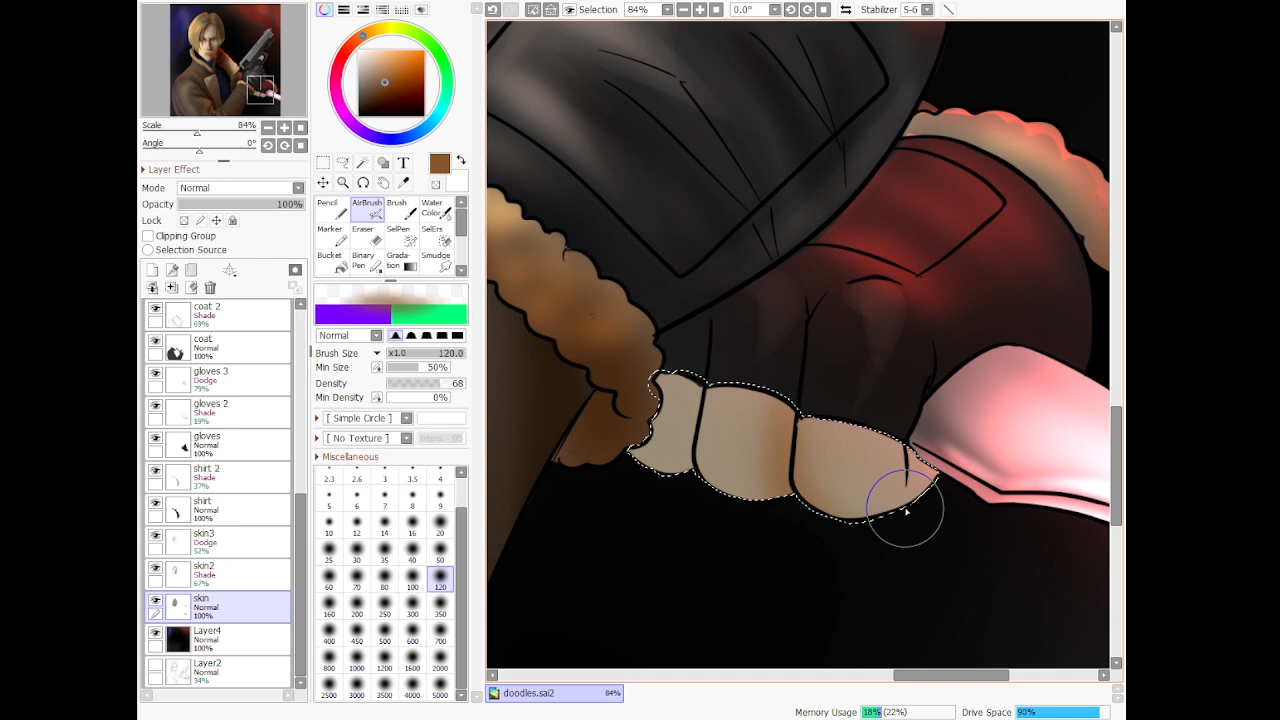 Selection 84% 0.0° Stabilizer S-6
Scale 84%
Angle 0°
Layer Effect
Mode Normal
Opacity 100%
Lock
Clipping Group
Selection Source
coat 2
Shade
69%
coat
Normal
100%
gloves 3
Dodge
79%
gloves 2
Shade
19%
gloves
Normal
100%
shirt 2
Shade
37%
shirt
Normal
100%
skin3
Dodge
52%
skin2
Shade
67%
skin
Normal
100%
Layer4
Normal
100%
Layer2
34%
T
Pencil AirBrush Brush Water Color
Marker Eraser SelPen SelErs
Bucket Binary Pen Grada-tion Smudge
Normal
Brush Size x1.0 120.0
Min Size 50%
Density 68
Min Density 0%
[ Simple Circle ]
[ No Texture ] Intens. 95
Miscellaneous
2.3 2.6 3 3.5 4
5 6 7 8 9
10 12 14 16 20
25 30 35 40 50
60 70 80 100 120
160 200 250 300 350
400 450 500 600 700
800 1000 1200 1600 2000
2500 3000 3500 4000 5000
doodles.sai2 84%
Memory Usage 18% (22%) Drive Space 90%